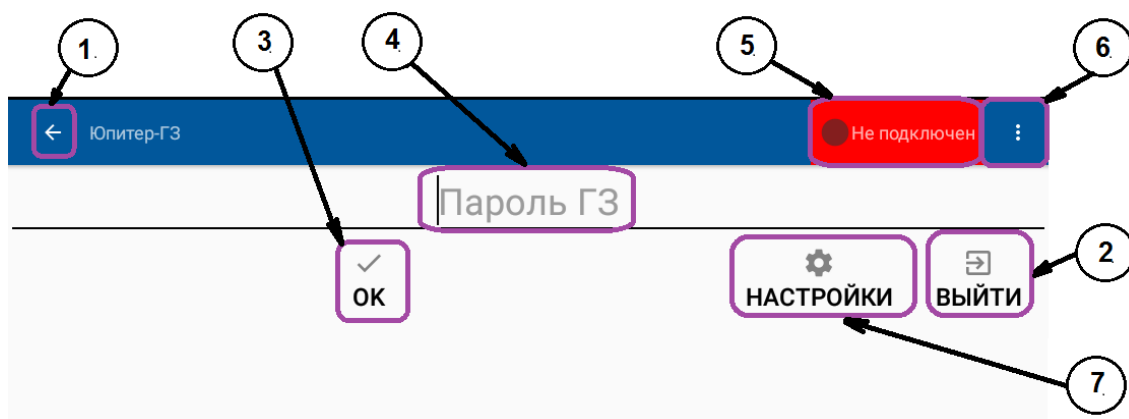 1.
3
4
5
6
Юпитер-ГЗ
Не подключен
Пароль ГЗ
2
ОК
НАСТРОЙКИ
ВЫЙТИ
7